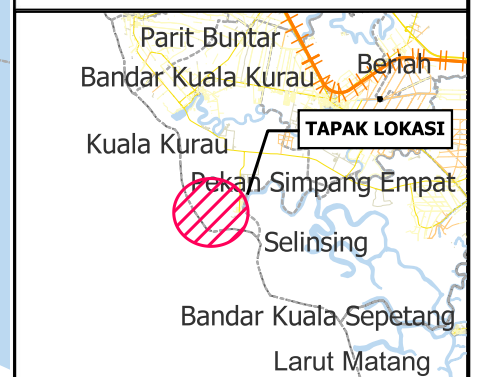 Parit Buntar
Beriah
Bandar Kuala Kurau
TAPAK LOKASI
Kuala Kurau
Pekan Simpang Empat
Selinsing
Bandar Kuala Sepetang
Larut Matang